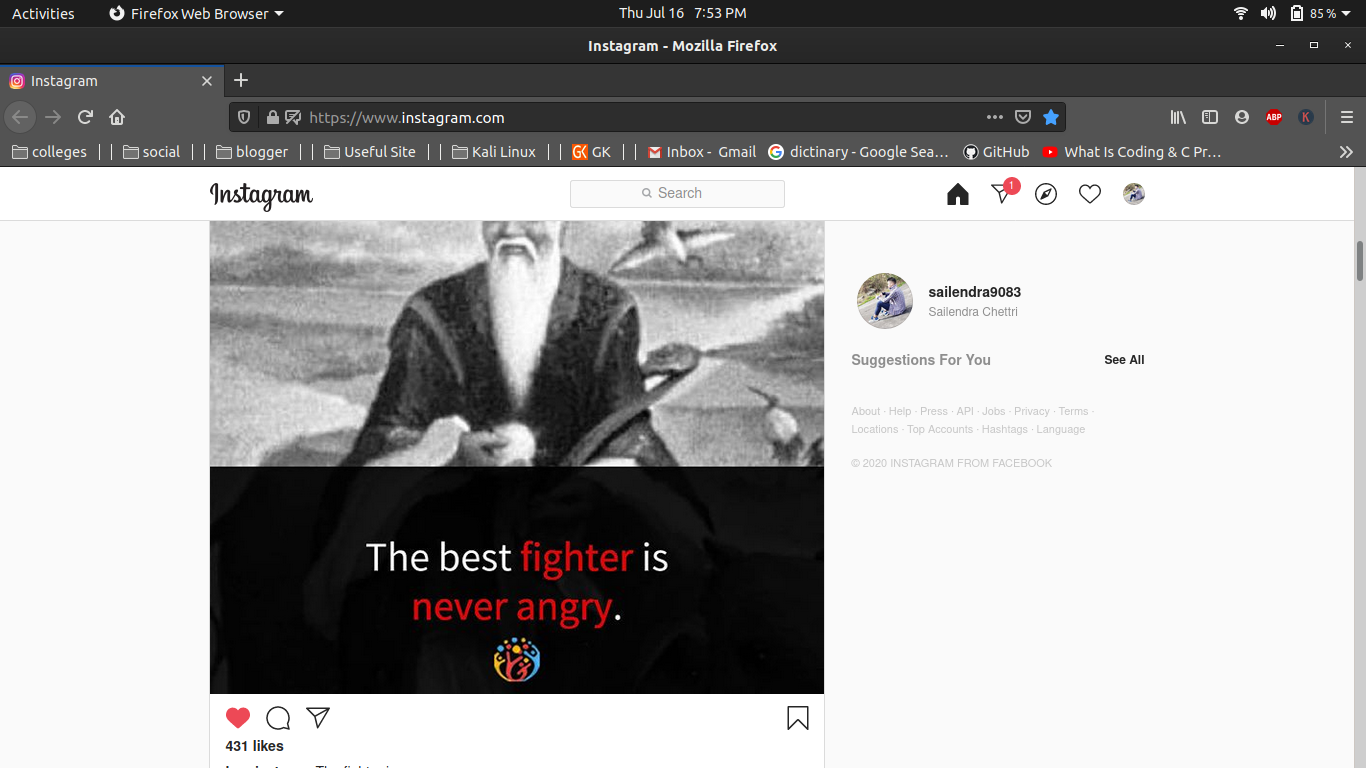 Activities Firefox Web Browser Thu Jul 16 7:53 PM 85 %
Instagram - Mozilla Firefox
Instagram
https://www.instagram.com ABP K
colleges | | social | | blogger | | Useful Site | | Kali Linux | | GK GK | | Inbox - Gmail dictinary - Google Sea… GitHub What Is Coding & C Pr…
Instagram Search 1
sailendra9083
Sailendra Chettri
Suggestions For You See All
About · Help · Press · API · Jobs · Privacy · Terms ·
Locations · Top Accounts · Hashtags · Language
© 2020 INSTAGRAM FROM FACEBOOK
The best fighter is
never angry.
431 likes